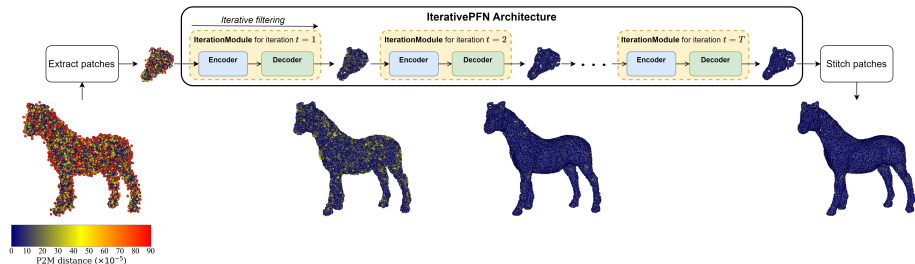 IterativePFN Architecture
Iterative filtering
IterationModule for iteration t = 1
IterationModule for iteration t = 2
IterationModule for iteration t = T
Extract patches
Encoder
Decoder
Encoder
Decoder
Encoder
Decoder
Stitch patches
0 10 20 30 40 50 60 70 80 90
P2M distance (×10⁻⁵)